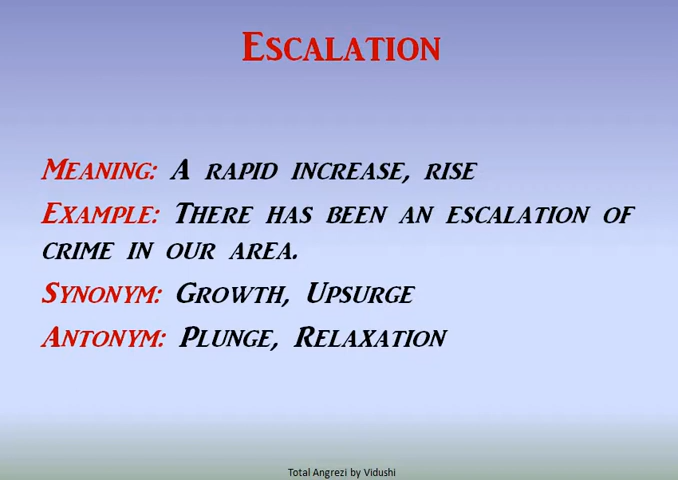 Escalation
Meaning: A rapid increase, rise
Example: There has been an escalation of
crime in our area.
Synonym: Growth, Upsurge
Antonym: Plunge, Relaxation
Total Angrezi by Vidushi